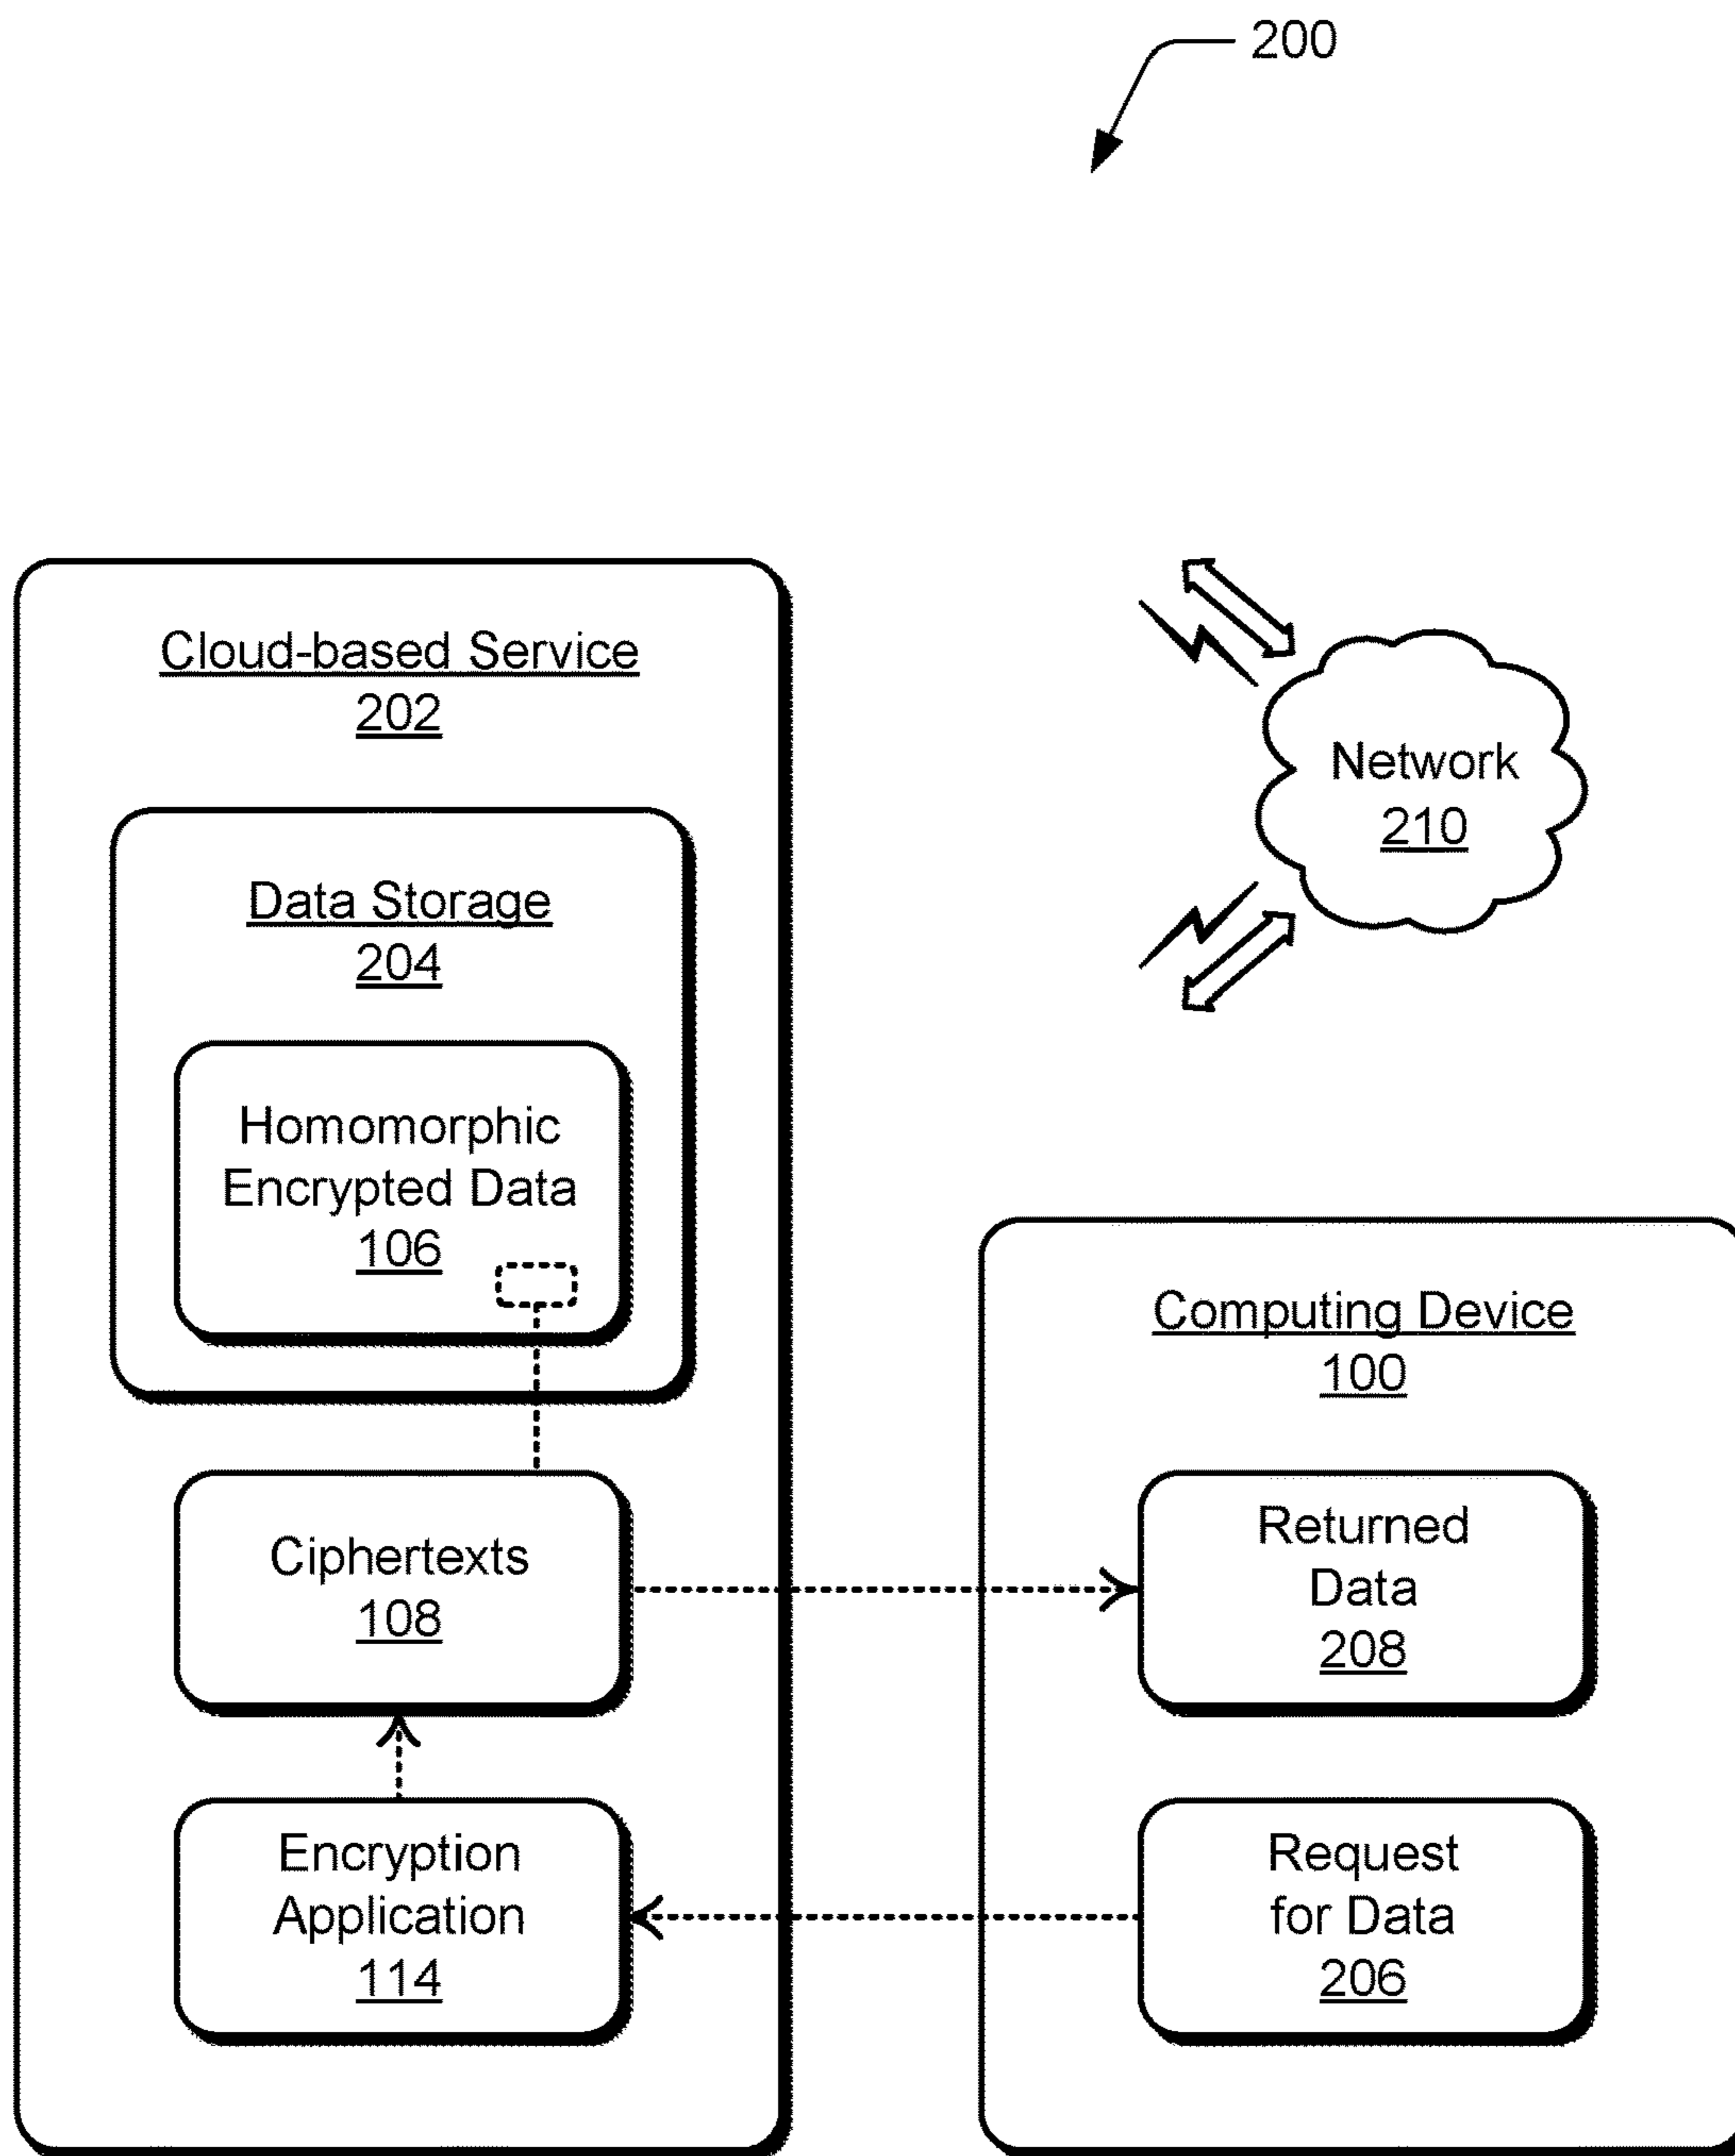 200
Cloud-based Service
202
Data Storage
204
Homomorphic
Encrypted Data
106
Ciphertexts
108
Encryption
Application
114
Network
210
Computing Device
100
Returned
Data
208
Request
for Data
206